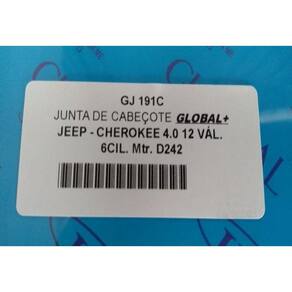 GJ 191C
JUNTA DE CABEÇOTE GLOBAL+
JEEP - CHEROKEE 4.0 12 VÁL.
6CIL. Mtr. D242